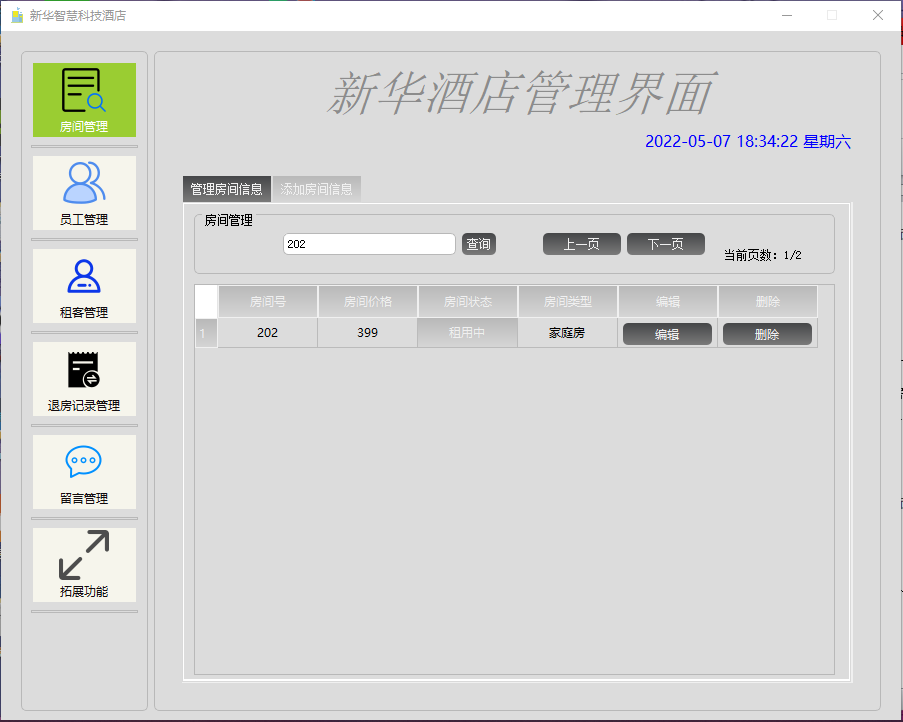 新华智慧科技酒店
房间管理
员工管理
租客管理
退房记录管理
留言管理
拓展功能
新华酒店管理界面
2022-05-07 18:34:22 星期六
管理房间信息 添加房间信息
房间管理
202 查询 上一页 下一页 当前页数：1/2
房间号 房间价格 房间状态 房间类型 编辑 删除
1 202 399 租用中 家庭房 编辑 删除